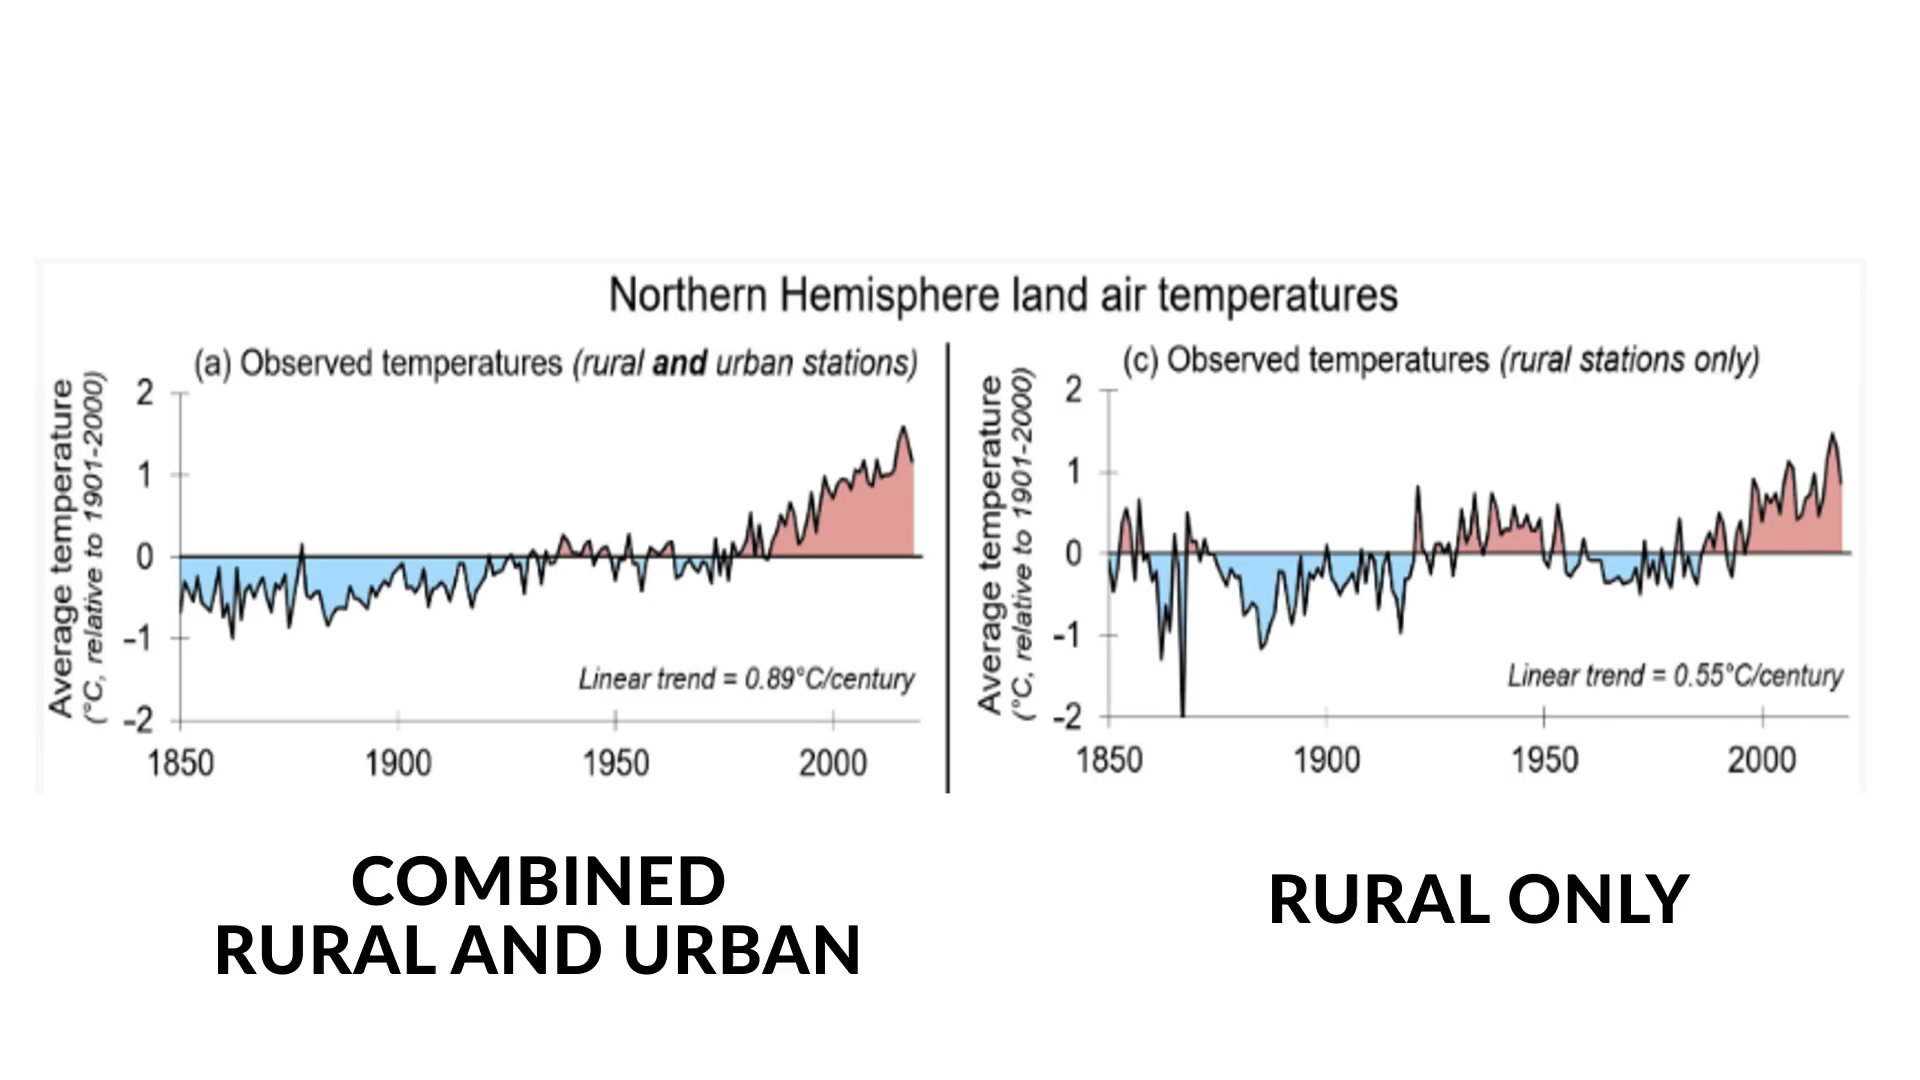 Northern Hemisphere land air temperatures
(a) Observed temperatures (rural and urban stations)
Average temperature
(°C, relative to 1901-2000)
2
1
0
−1
−2
Linear trend = 0.89°C/century
1850 1900 1950 2000
(c) Observed temperatures (rural stations only)
Average temperature
(°C, relative to 1901-2000)
2
1
0
-1
-2
Linear trend = 0.55°C/century
1850 1900 1950 2000
COMBINED
RURAL AND URBAN
RURAL ONLY